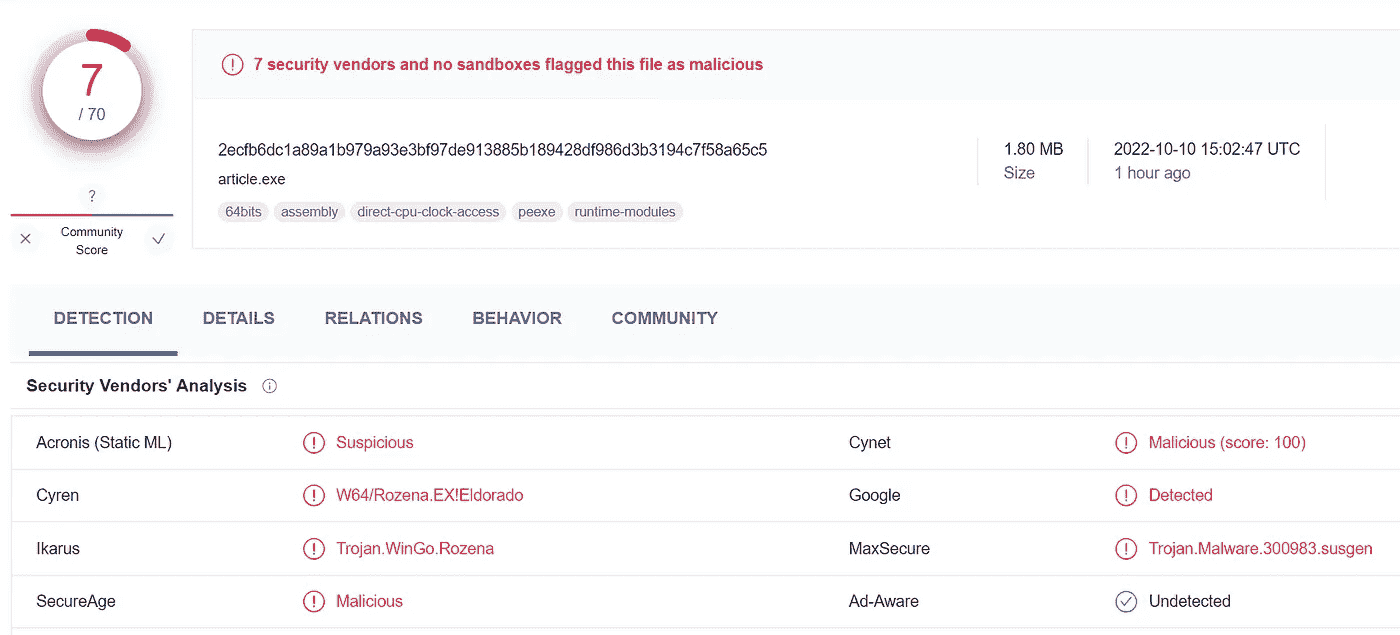 7
/ 70
?
Community
Score
7 security vendors and no sandboxes flagged this file as malicious
2ecfb6dc1a89a1b979a93e3bf97de913885b189428df986d3b3194c7f58a65c5
article.exe
64bits assembly direct-cpu-clock-access peexe runtime-modules
1.80 MB
Size
2022-10-10 15:02:47 UTC
1 hour ago
DETECTION DETAILS RELATIONS BEHAVIOR COMMUNITY
Security Vendors' Analysis
Acronis (Static ML) Suspicious Cynet Malicious (score: 100)
Cyren W64/Rozena.EX!Eldorado Google Detected
Ikarus Trojan.WinGo.Rozena MaxSecure Trojan.Malware.300983.susgen
SecureAge Malicious Ad-Aware Undetected